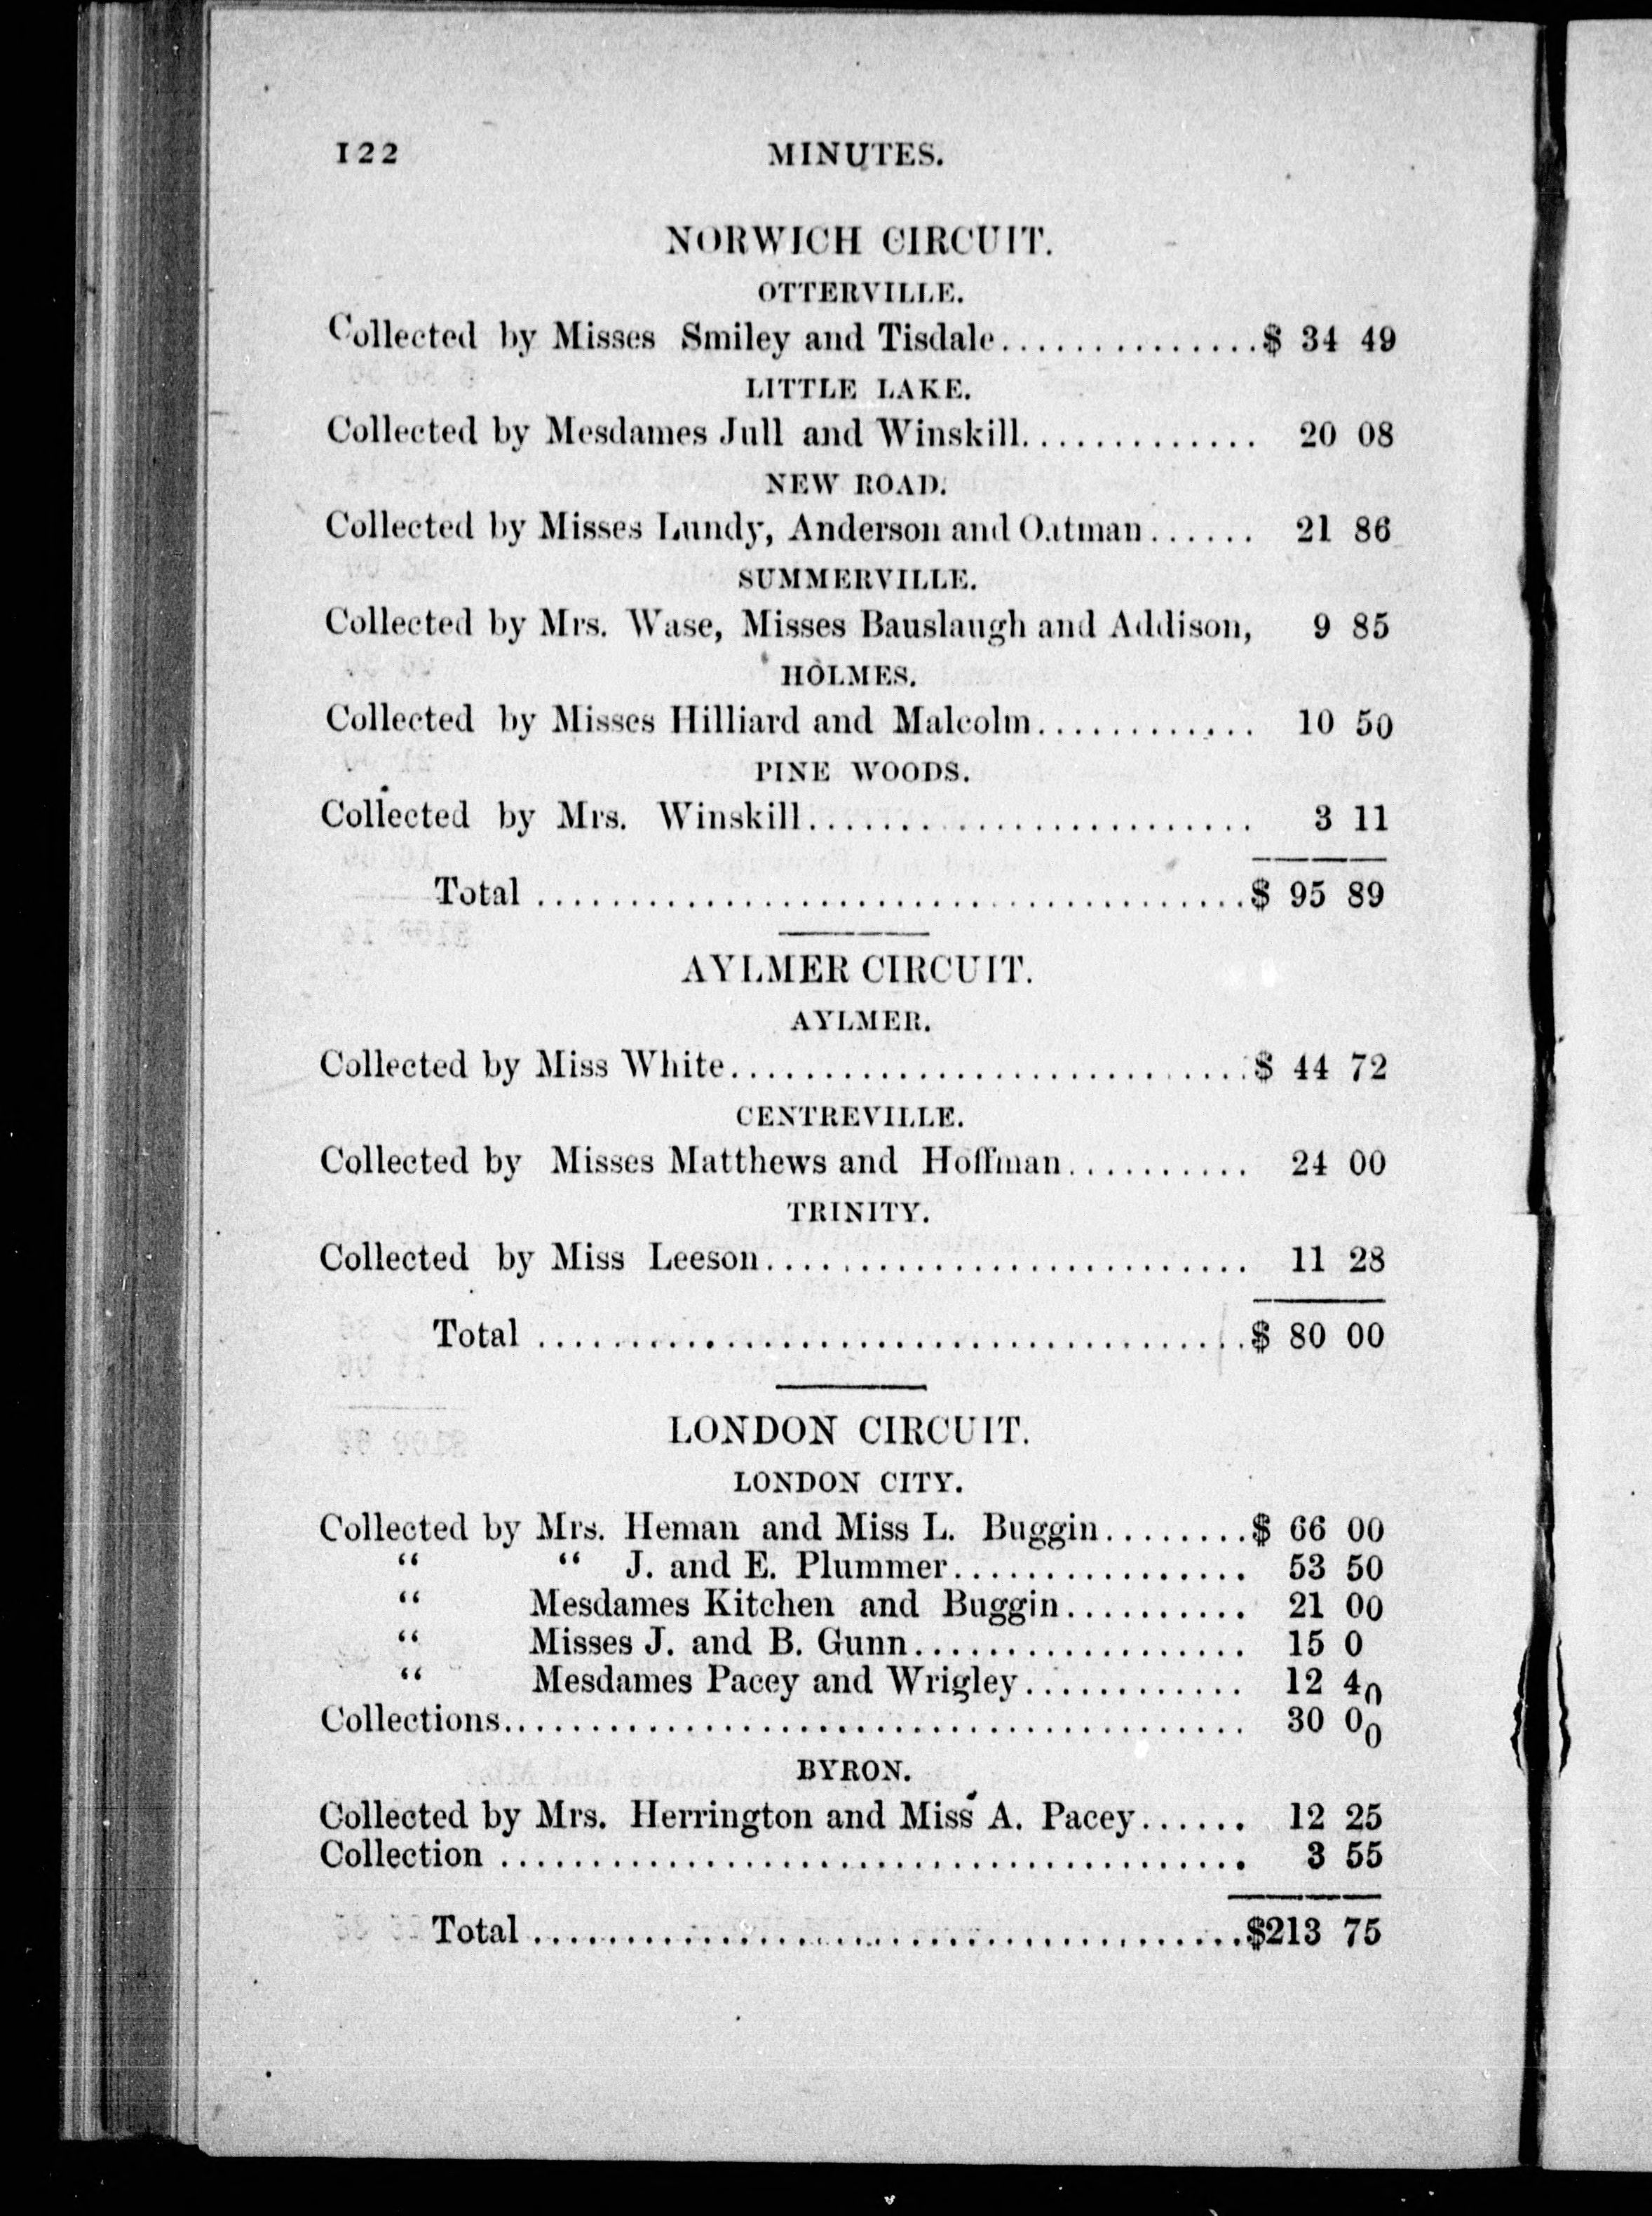 122 MINUTES.
NORWICH CIRCUIT.
OTTERVILLE.
Collected by Misses Smiley and Tisdale..............$ 34 49
LITTLE LAKE.
Collected by Mesdames Jull and Winskill............. 20 08
NEW ROAD.
Collected by Misses Lundy, Anderson and Oatman...... 21 86
SUMMERVILLE.
Collected by Mrs. Wase, Misses Bauslaugh and Addison, 9 85
HOLMES.
Collected by Misses Hilliard and Malcolm............ 10 50
PINE WOODS.
Collected by Mrs. Winskill........................ 3 11
Total .......................................$ 95 89
AYLMER CIRCUIT.
AYLMER.
Collected by Miss White............................$ 44 72
CENTREVILLE.
Collected by Misses Matthews and Hoffman.......... 24 00
TRINITY.
Collected by Miss Leeson.......................... 11 28
Total .......................................$ 80 00
LONDON CIRCUIT.
LONDON CITY.
Collected by Mrs. Heman and Miss L. Buggin........$ 66 00
“ “ J. and E. Plummer................ 53 50
“ Mesdames Kitchen and Buggin.......... 21 00
“ Misses J. and B. Gunn.................. 15 0
“ Mesdames Pacey and Wrigley............ 12 40
Collections........................................ 30 00
BYRON.
Collected by Mrs. Herrington and Miss A. Pacey...... 12 25
Collection ......................................... 3 55
Total .......................................$213 75